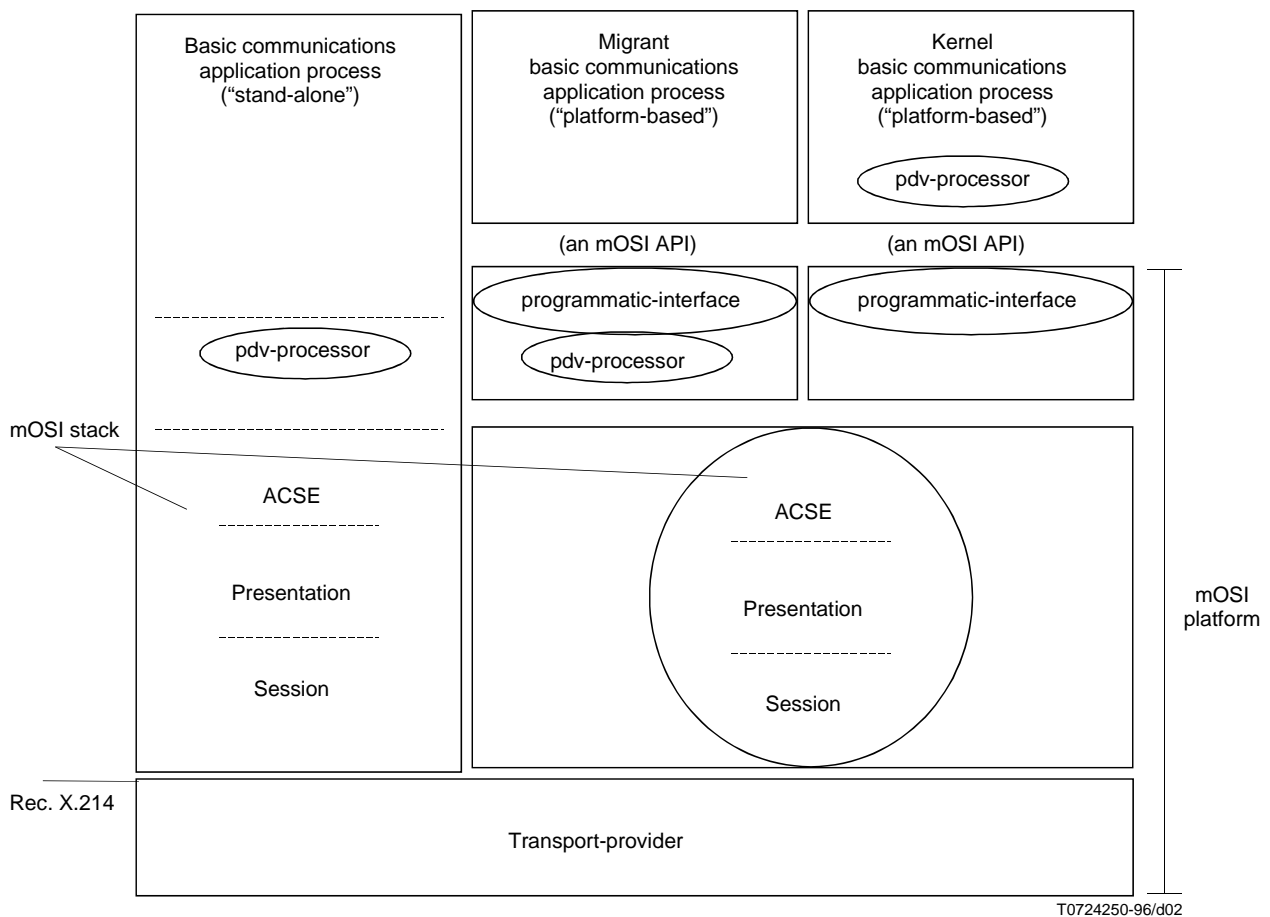 Basic communications
application process
(“stand-alone”)
Migrant
basic communications
application process
(“platform-based”)
Kernel
basic communications
application process
(“platform-based”)
pdv-processor
(an mOSI API)
(an mOSI API)
programmatic-interface
programmatic-interface
pdv-processor
pdv-processor
mOSI stack
ACSE
ACSE
Presentation
Presentation
Session
Session
mOSI
platform
Rec. X.214
Transport-provider
T0724250-96/d02